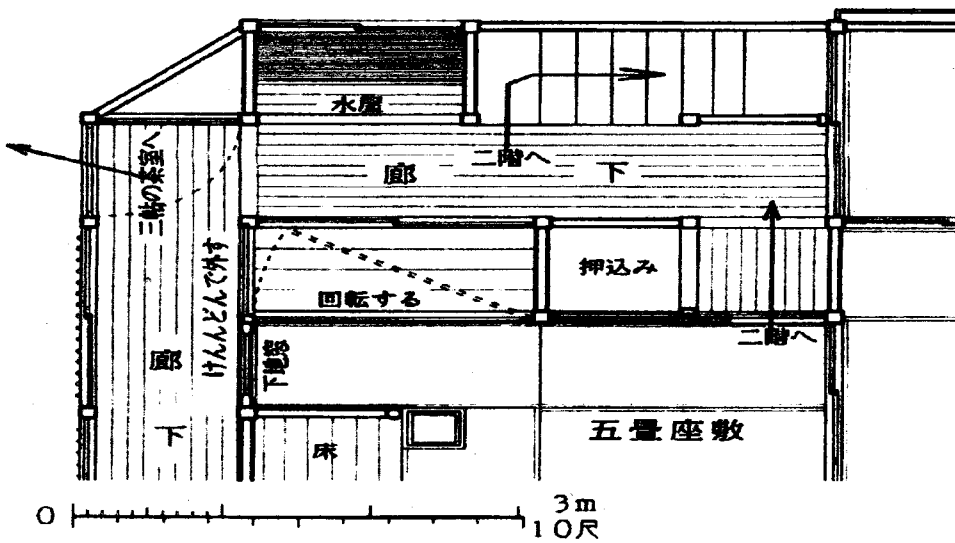 水屋
二階へ
三帖の茶室へ
廊下
けんどんで外す
押込み
回転する
二階へ
廊下
下地窓
五畳座敷
床
0
3m
10尺